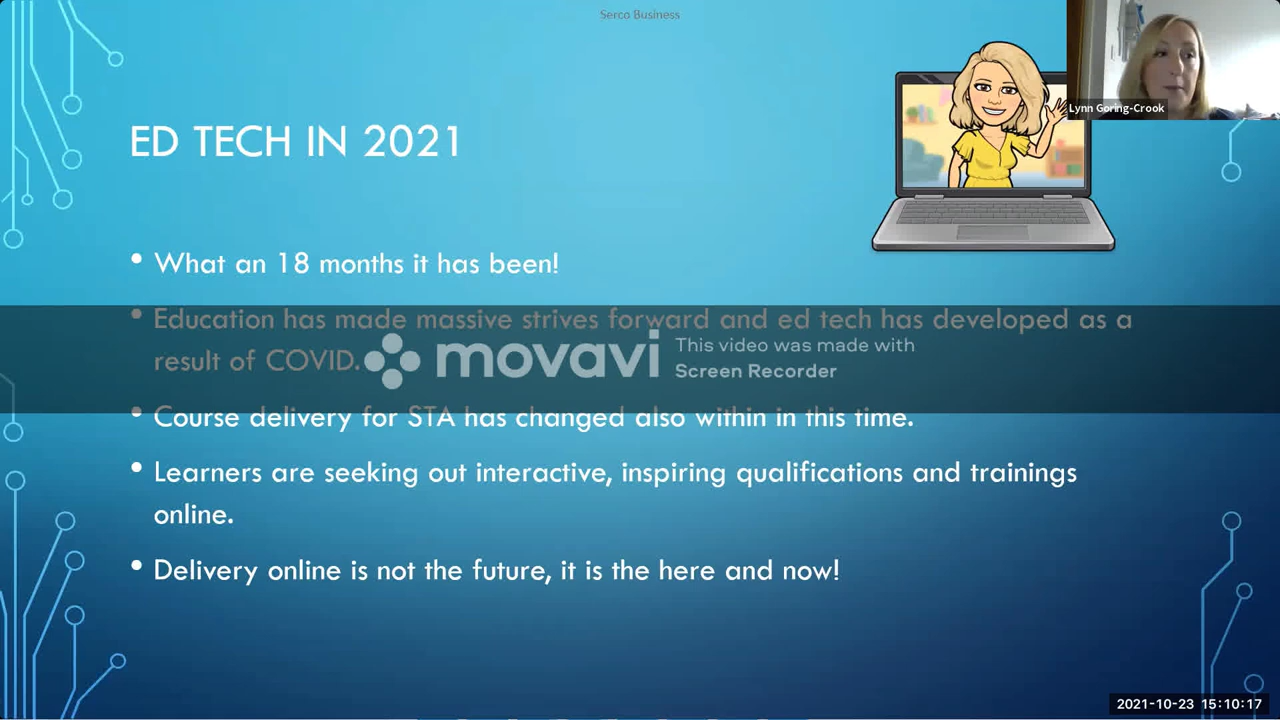 Serco Business
Lynn Goring-Crook
ED TECH IN 2021
• What an 18 months it has been!
• Education has made massive strives forward and ed tech has developed as a
result of COVID.
movavi
This video was made with
Screen Recorder
• Course delivery for STA has changed also within in this time.
• Learners are seeking out interactive, inspiring qualifications and trainings
online.
• Delivery online is not the future, it is the here and now!
2021-10-23 15:10:17